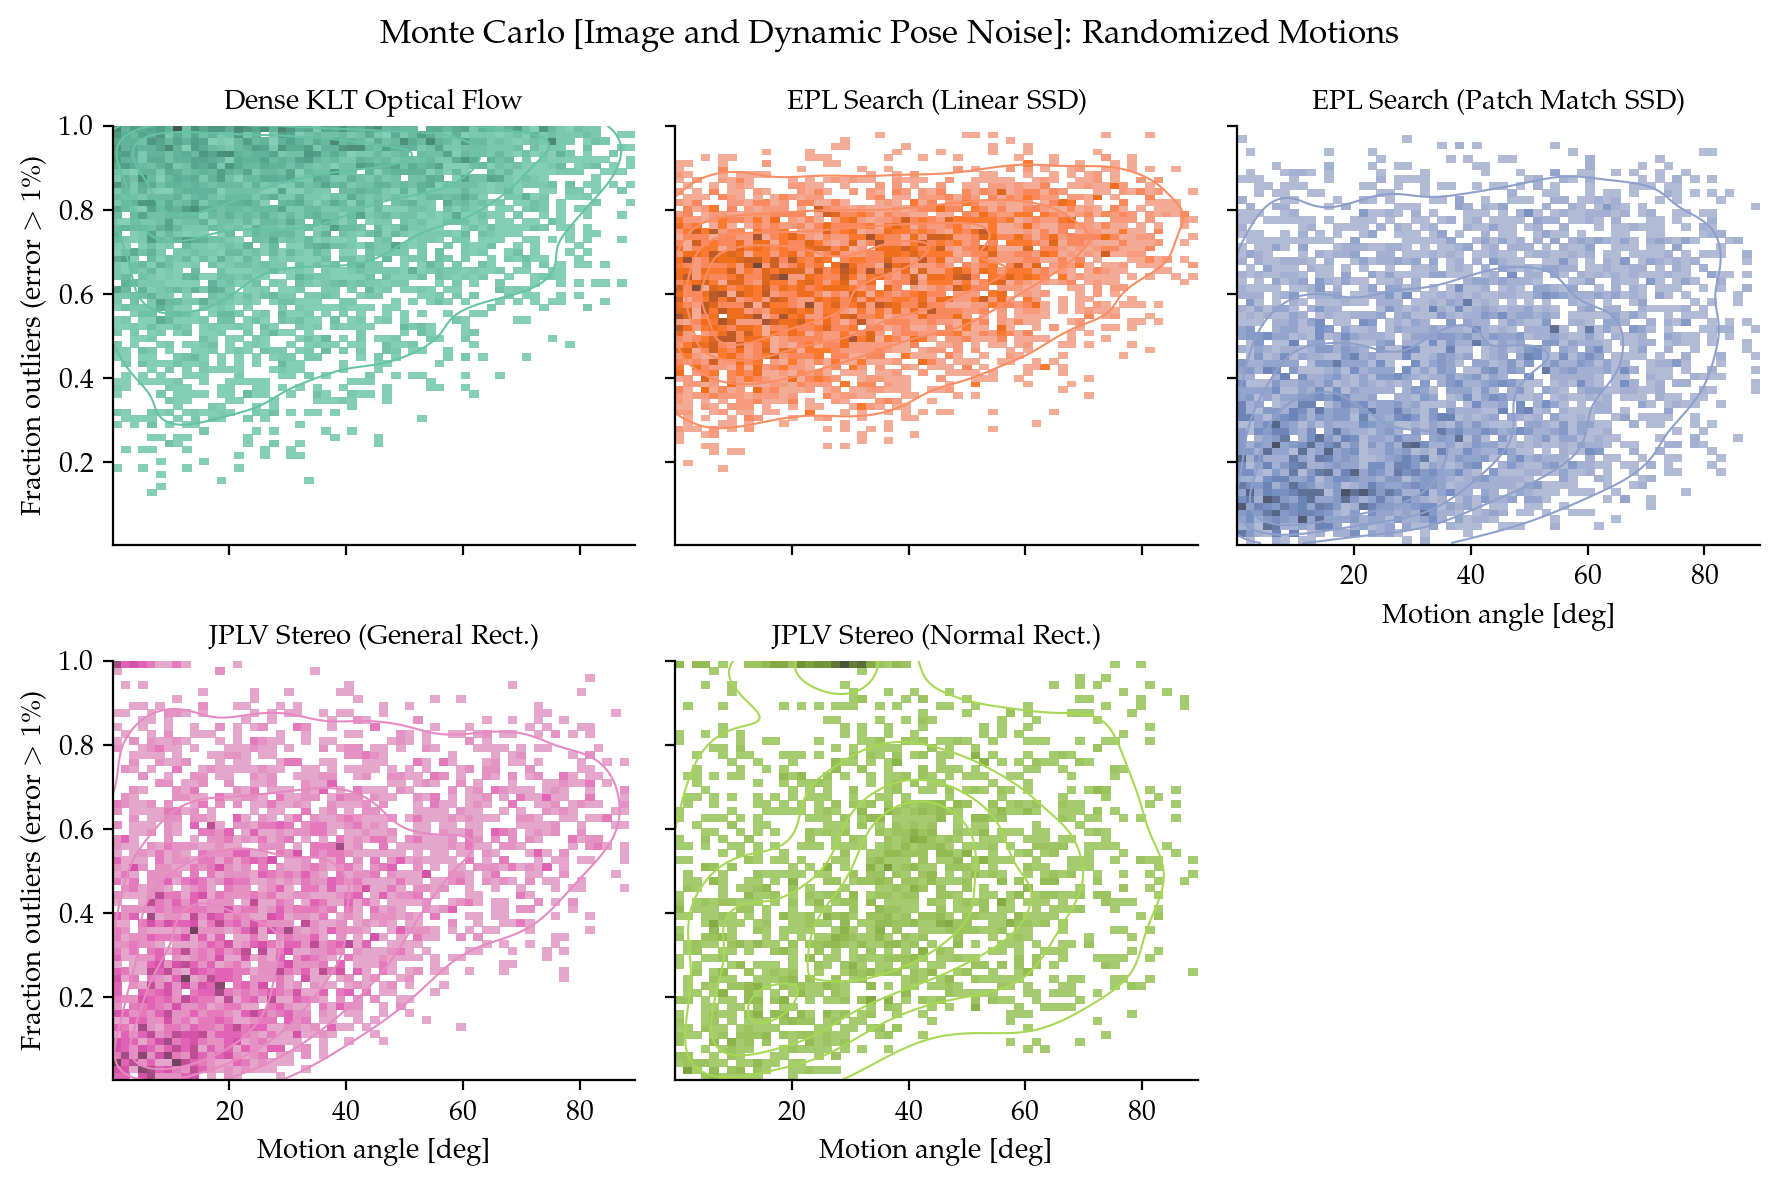 Monte Carlo [Image and Dynamic Pose Noise]: Randomized Motions
Dense KLT Optical Flow
EPL Search (Linear SSD)
EPL Search (Patch Match SSD)
Fraction outliers (error > 1%)
1.0
0.8
0.6
0.4
0.2
20 40 60 80
Motion angle [deg]
JPLV Stereo (General Rect.)
JPLV Stereo (Normal Rect.)
Fraction outliers (error > 1%)
1.0
0.8
0.6
0.4
0.2
20 40 60 80
Motion angle [deg]
20 40 60 80
Motion angle [deg]